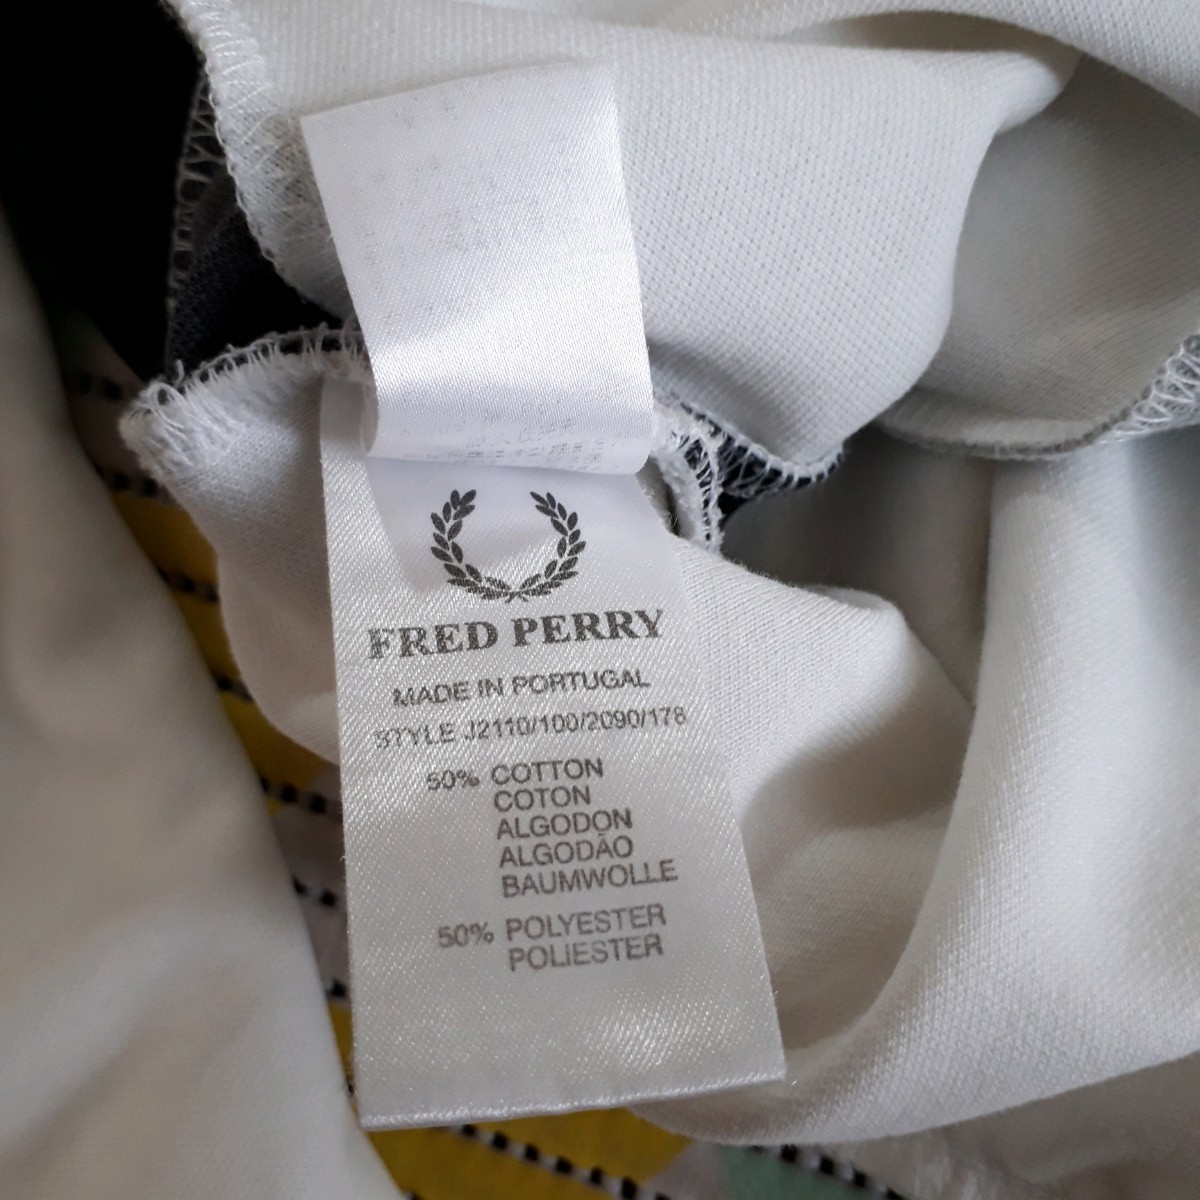 FRED PERRY
MADE IN PORTUGAL
STYLE J2110/100/2090/178
50% COTTON
COTON
ALGODON
ALGODÃO
BAUMWOLLE
50% POLYESTER
POLIESTER